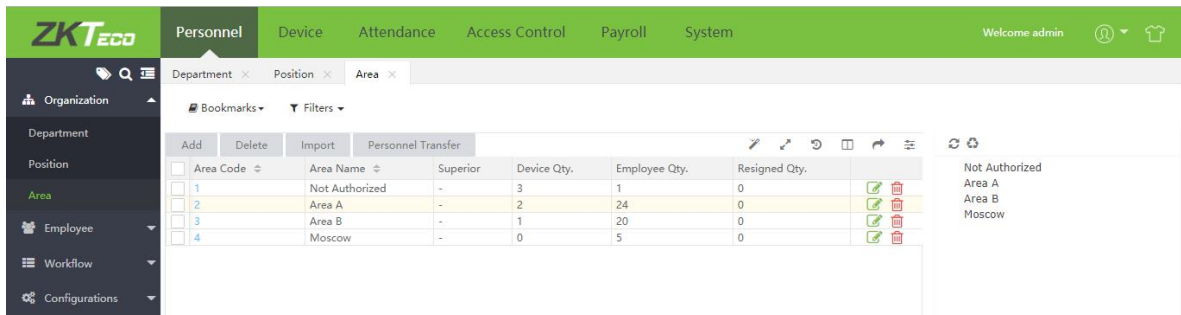 ZKTeco
Personnel Device Attendance Access Control Payroll System Welcome admin
Department × Position × Area ×
Organization
Bookmarks Filters
Department
Add Delete Import Personnel Transfer
Position
Area Code Area Name Superior Device Qty. Employee Qty. Resigned Qty.
Not Authorized
1 Not Authorized - 3 1 0
Area A
Area
2 Area A - 2 24 0
Area B
3 Area B - 1 20 0
Moscow
Employee
4 Moscow - 0 5 0
Workflow
Configurations